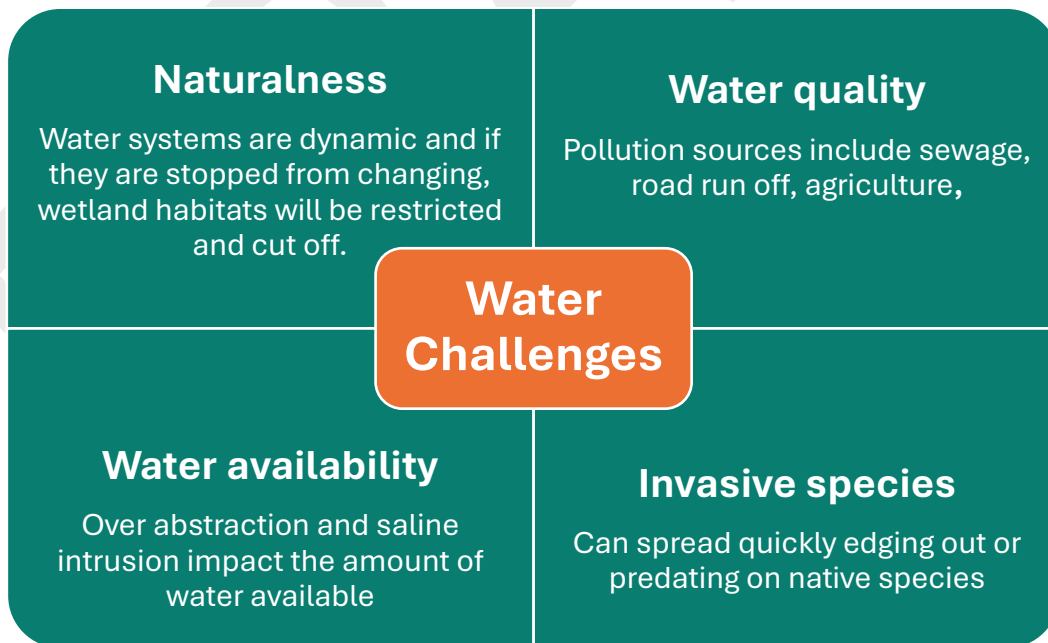 Naturalness
Water systems are dynamic and if
they are stopped from changing,
wetland habitats will be restricted
and cut off.
Water quality
Pollution sources include sewage,
road run off, agriculture,
Water
Challenges
Water availability
Over abstraction and saline
intrusion impact the amount of
water available
Invasive species
Can spread quickly edging out or
predating on native species